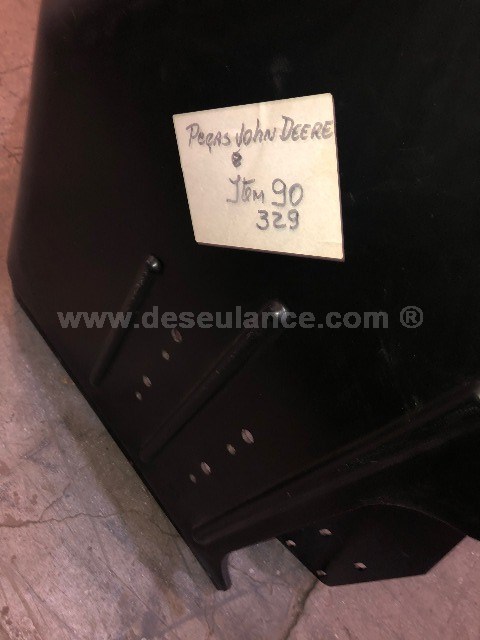 PEÇAS JOHN DEERE
Item 90
329
www.deseulance.com ®